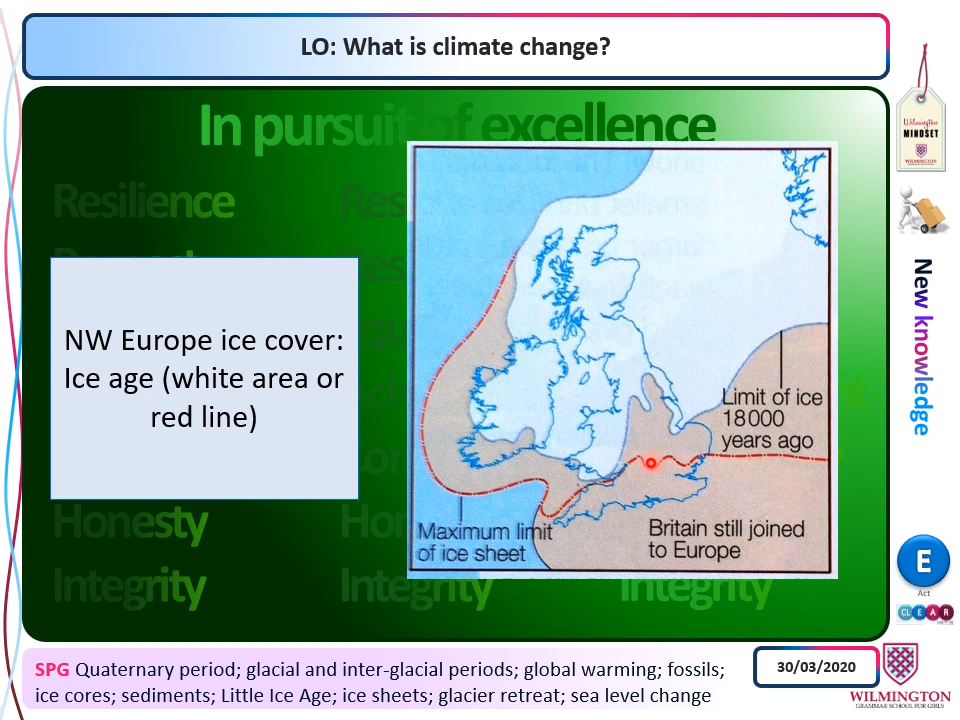 LO: What is climate change?
In pursuit of excellence
Resilience
NW Europe ice cover:
Ice age (white area or
red line)
Limit of ice
18 000
years ago
Maximum limit
of ice sheet
Britain still joined
to Europe
Honesty
Integrity Integrity Integrity
SPG Quaternary period; glacial and inter-glacial periods; global warming; fossils;
ice cores; sediments; Little Ice Age; ice sheets; glacier retreat; sea level change
30/03/2020
Wilmington
MINDSET
WILMINGTON
New knowledge
E
Act
CLEAR
WILMINGTON
GRAMMAR SCHOOL FOR GIRLS